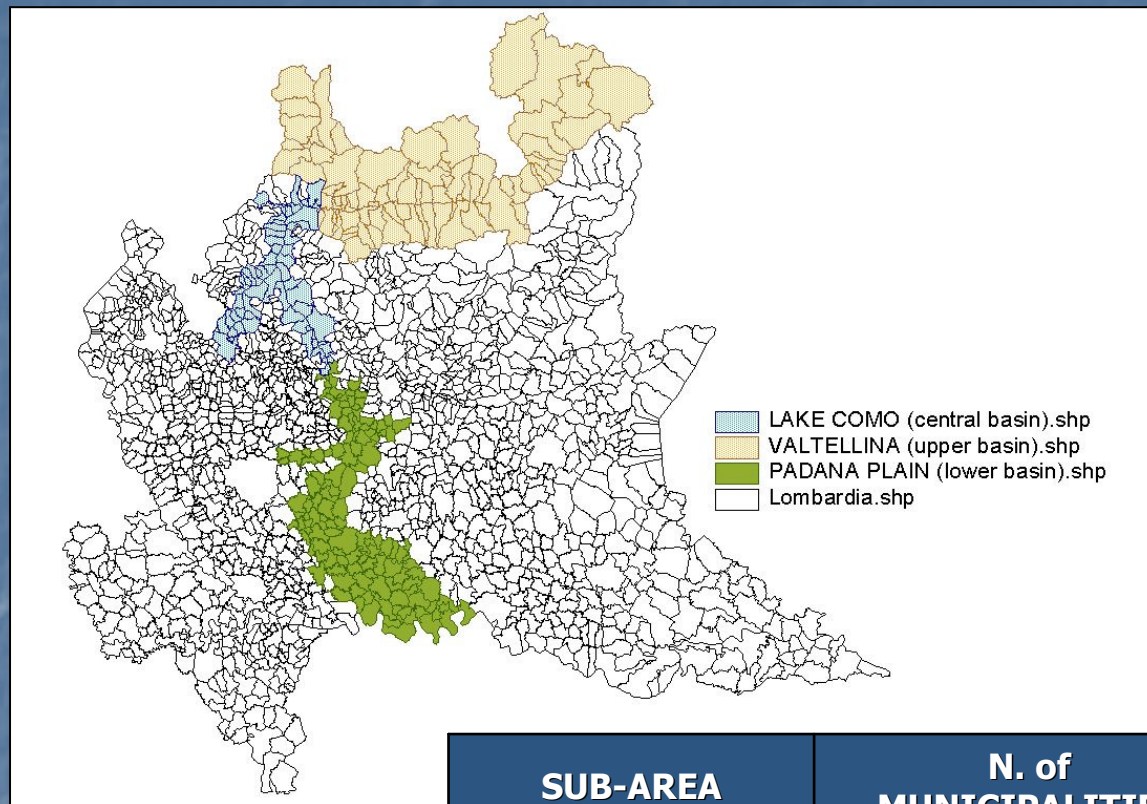 LAKE COMO (central basin).shp
VALTELLINA (upper basin).shp
PADANA PLAIN (lower basin).shp
Lombardia.shp
SUB-AREA
N. of